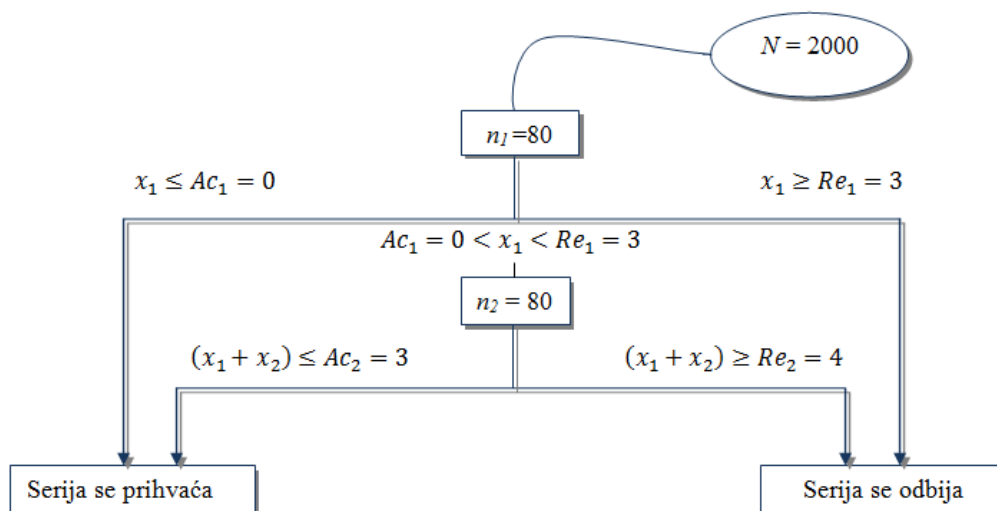 N = 2000
n₁ =80
x₁ ≤ Ac₁ = 0
x₁ ≥ Re₁ = 3
Ac₁ = 0 < x₁ < Re₁ = 3
n₂ = 80
(x₁ + x₂) ≤ Ac₂ = 3
(x₁ + x₂) ≥ Re₂ = 4
Serija se prihvaća
Serija se odbija